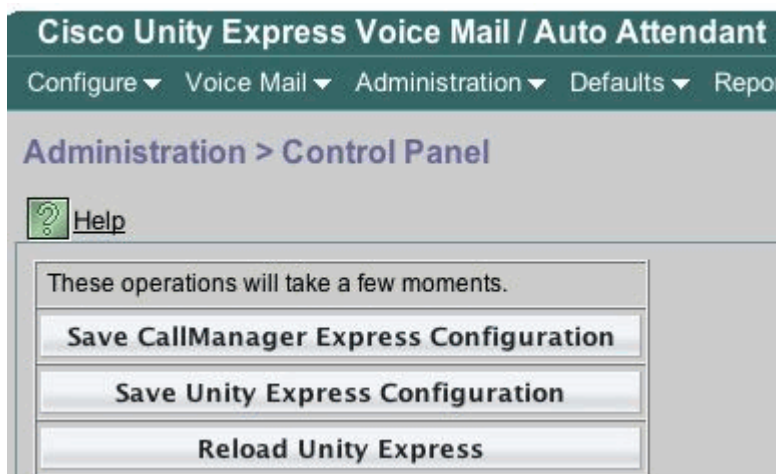 Cisco Unity Express Voice Mail / Auto Attendant
Configure Voice Mail Administration Defaults Repor
Administration > Control Panel
? Help
These operations will take a few moments.
Save CallManager Express Configuration
Save Unity Express Configuration
Reload Unity Express